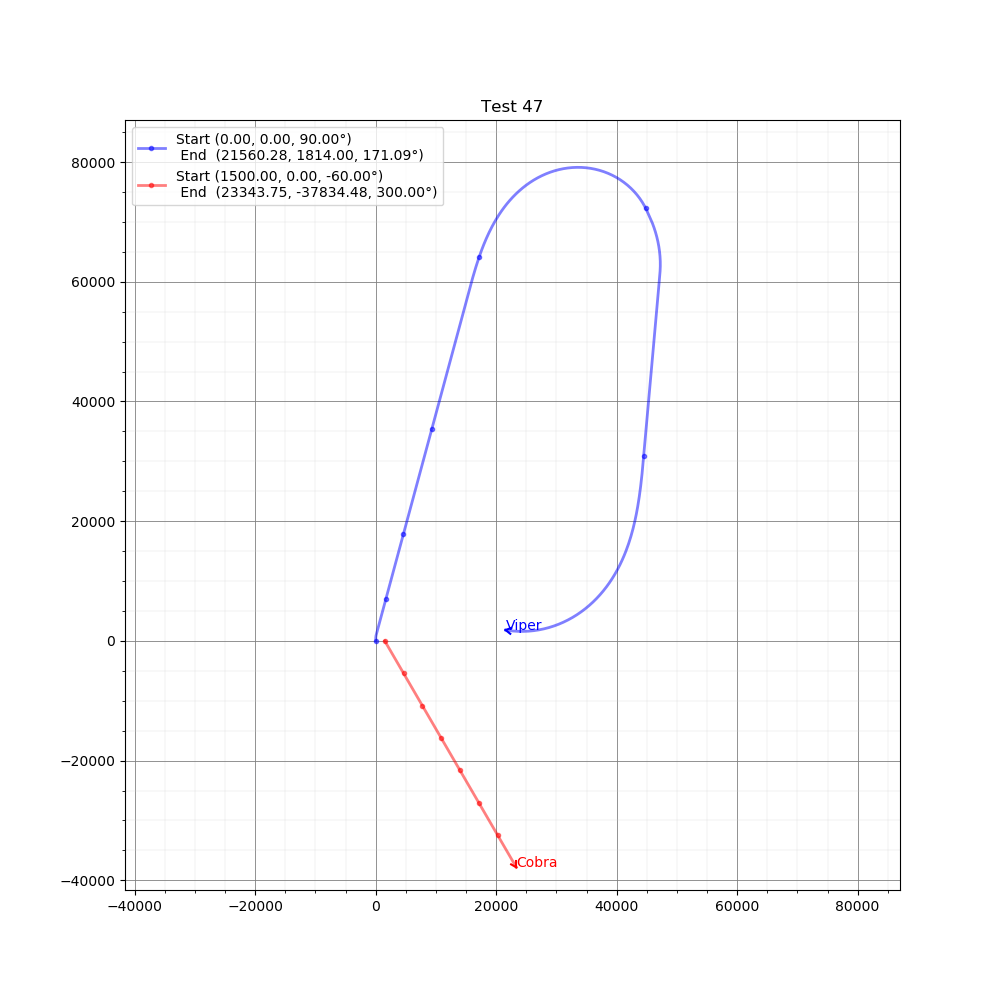 Test 47
Start (0.00, 0.00, 90.00°)
End (21560.28, 1814.00, 171.09°)
Start (1500.00, 0.00, -60.00°)
End (23343.75, -37834.48, 300.00°)
80000
60000
40000
20000
0
−20000
−40000
Viper
Cobra
−40000 −20000 0 20000 40000 60000 80000